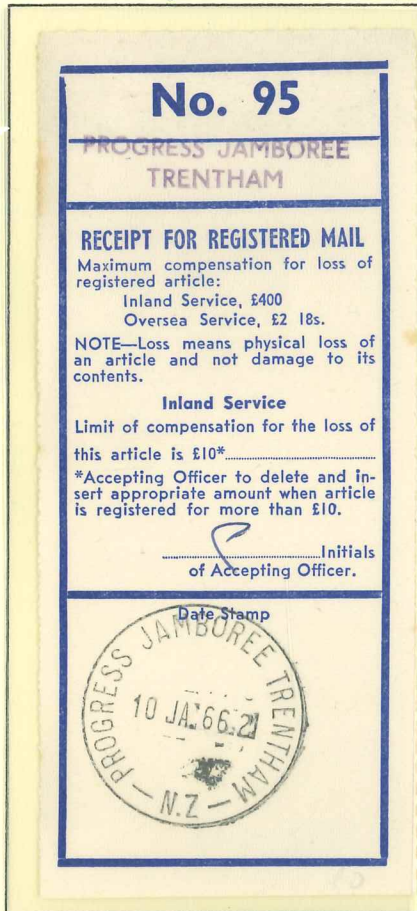 No. 95
PROGRESS JAMBOREE
TRENTHAM
RECEIPT FOR REGISTERED MAIL
Maximum compensation for loss of
registered article:
Inland Service, £400
Oversea Service, £2 18s.
NOTE—Loss means physical loss of
an article and not damage to its
contents.
Inland Service
Limit of compensation for the loss of
this article is £10*
*Accepting Officer to delete and in-
sert appropriate amount when article
is registered for more than £10.
Initials
of Accepting Officer.
Date Stamp
PROGRESS JAMBOREE TRENTHAM
10 JA 66
— N.Z —